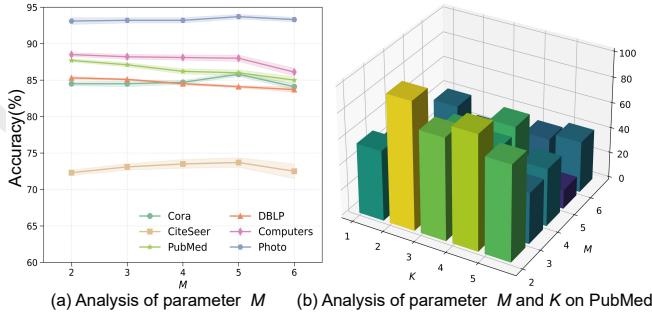 95
90
85
80
75
70
65
60
Accuracy(%)
Cora
CiteSeer
PubMed
DBLP
Computers
Photo
2 3 4 5 6
M
(a) Analysis of parameter M
100
80
60
40
20
0
1 2 3 4 5
K
2 3 4 5 6
M
(b) Analysis of parameter M and K on PubMed